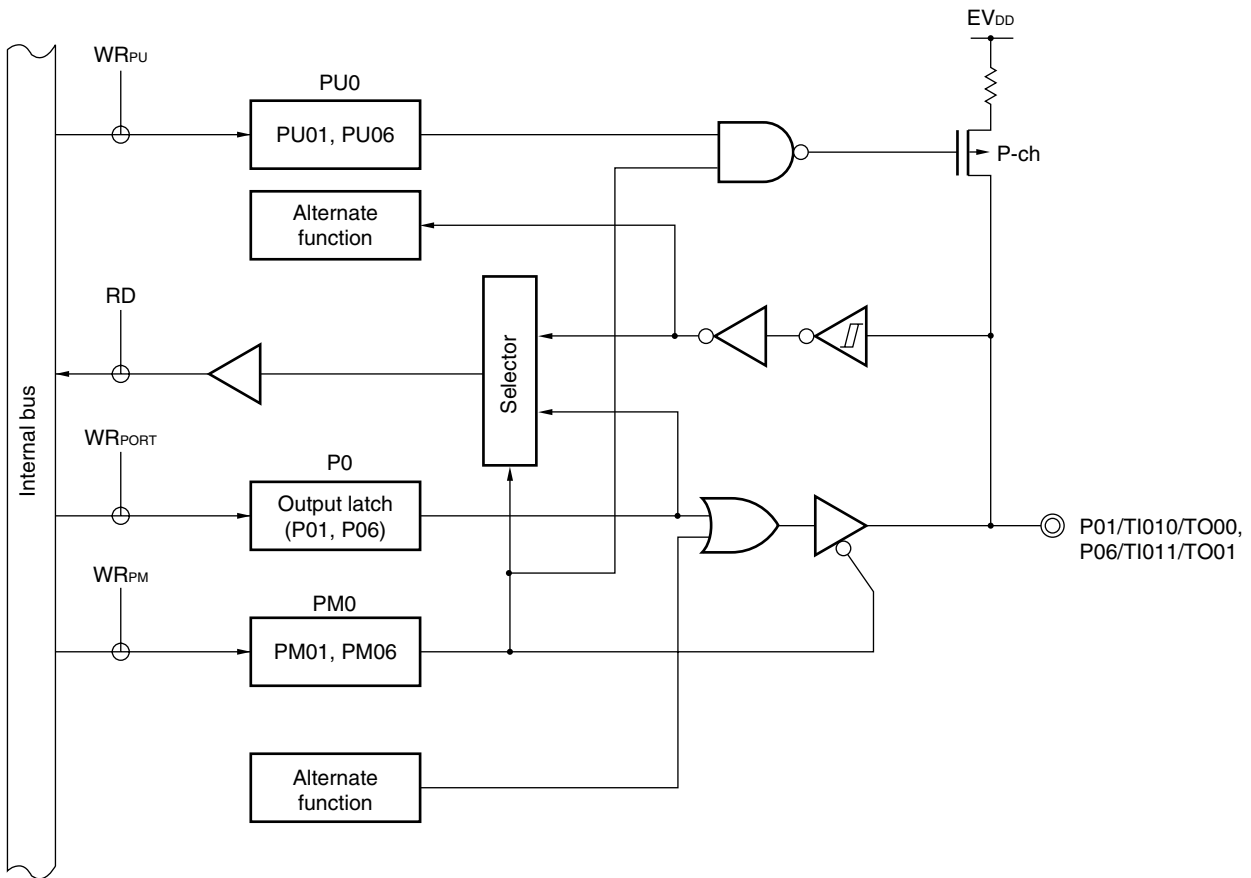 EVDD
WRPU
PU0
PU01, PU06
P-ch
Alternate
function
RD
Selector
Internal bus
WRPORT
P0
Output latch
(P01, P06)
P01/TI010/TO00,
P06/TI011/TO01
WRPM
PM0
PM01, PM06
Alternate
function